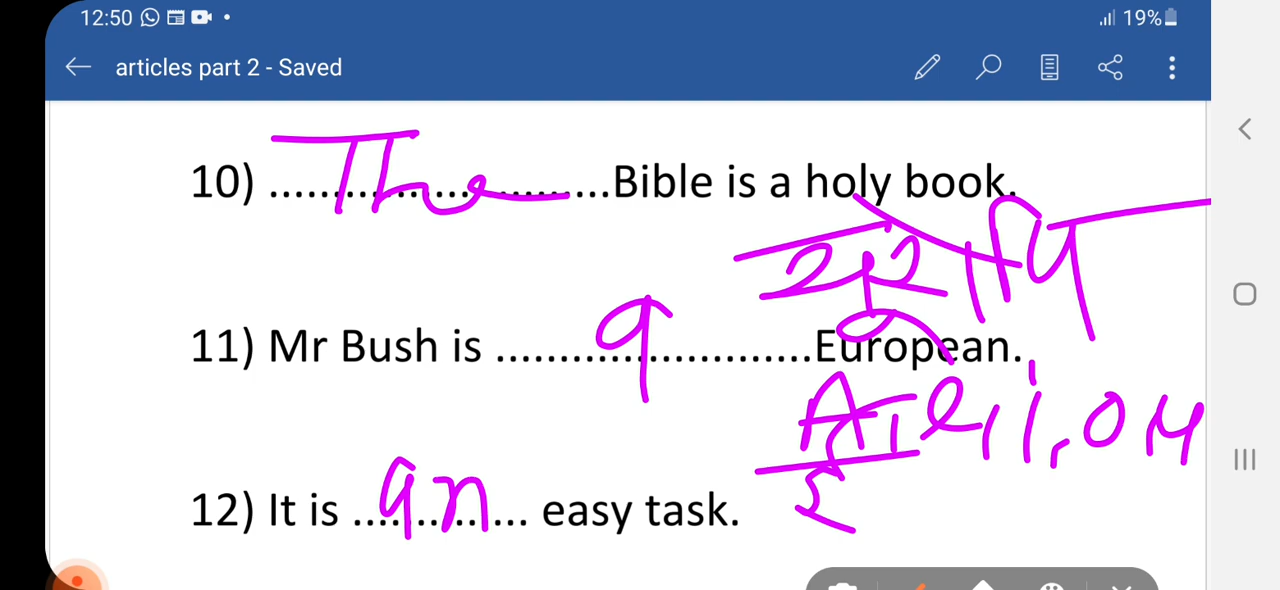 12:50 19%
articles part 2 - Saved
10) The Bible is a holy book.
11) Mr Bush is a European.
A, e, i, o, u
12) It is an easy task.